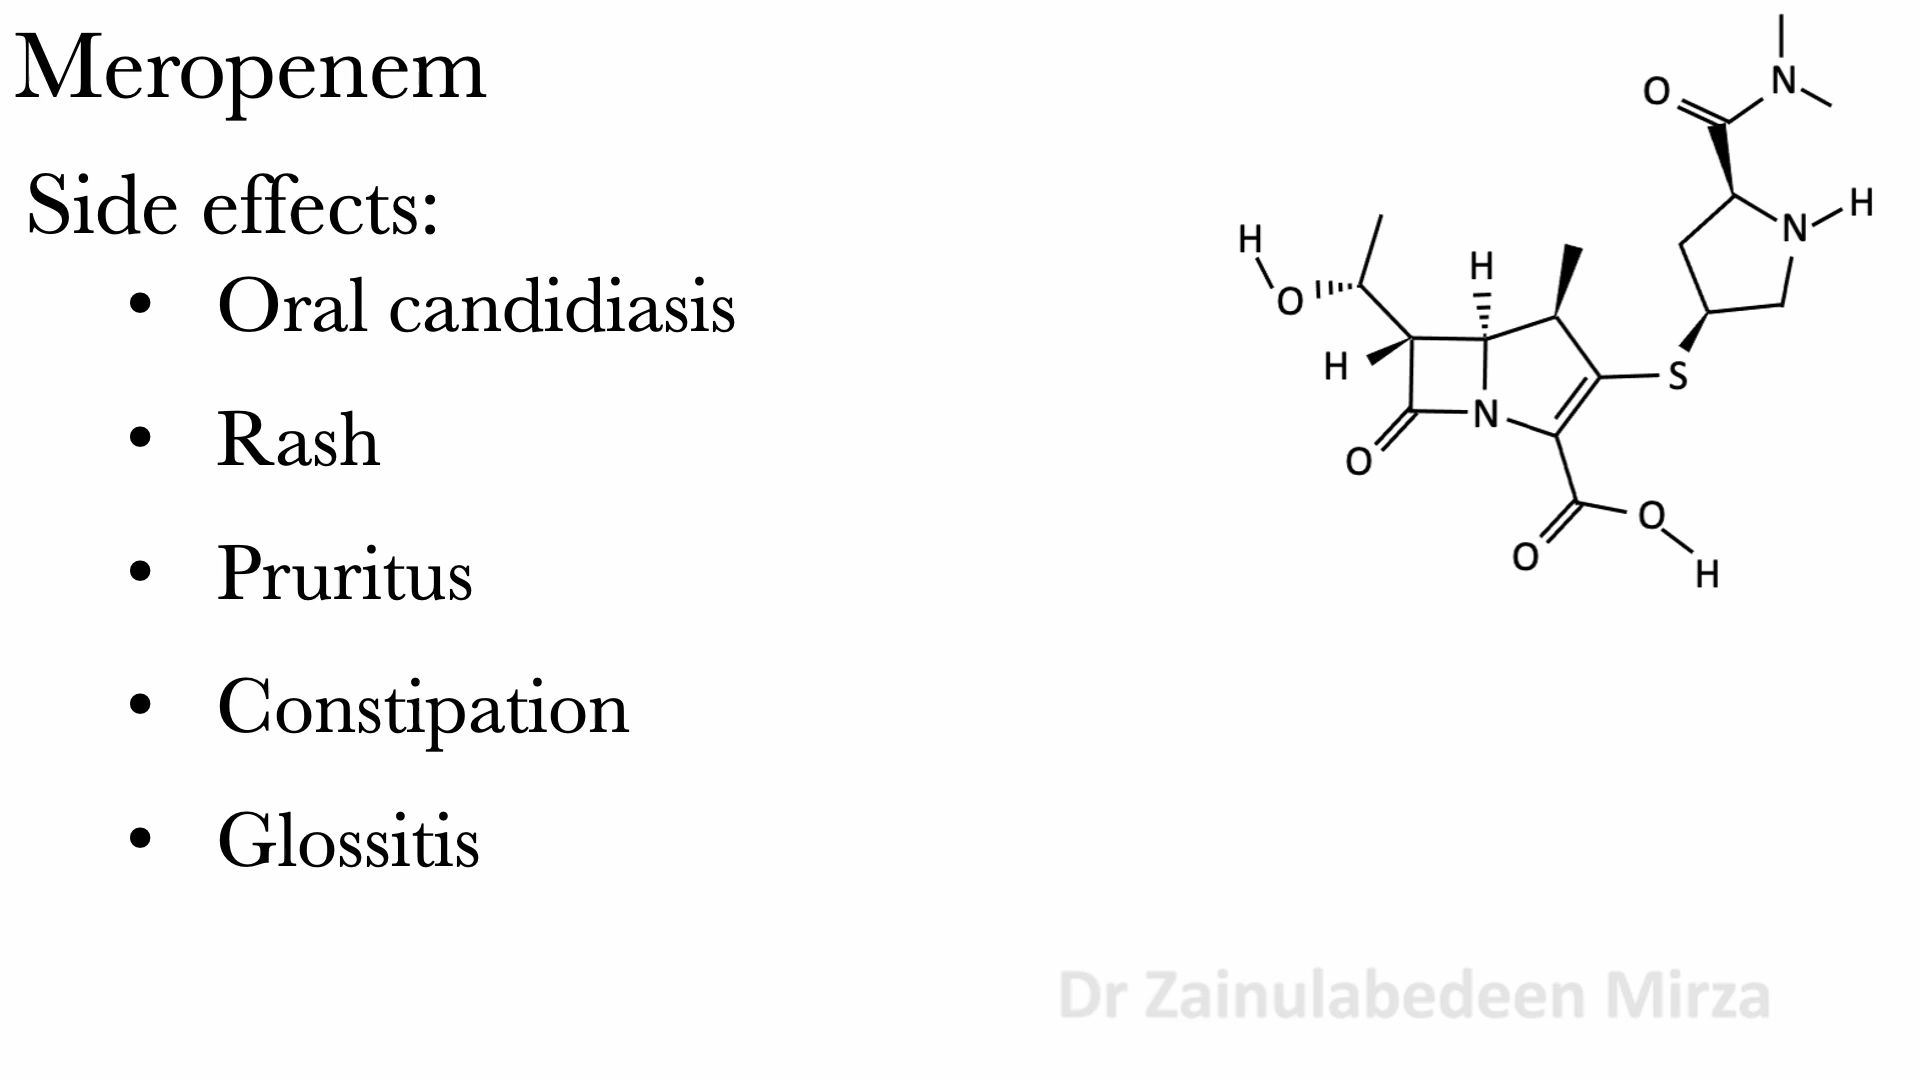 Meropenem
Side effects:
• Oral candidiasis
• Rash
• Pruritus
• Constipation
• Glossitis
N
O
H
N
H
H
O
H
S
N
O
O
O
H
Dr Zainulabedeen Mirza